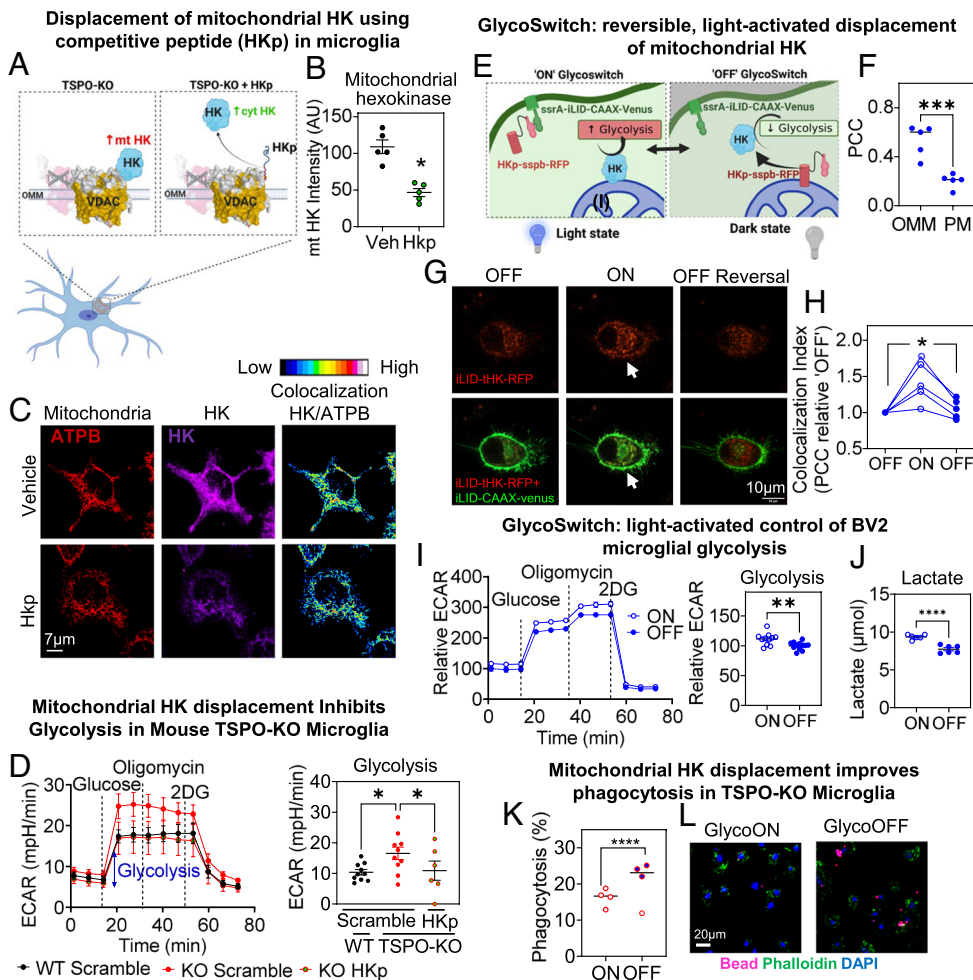 Displacement of mitochondrial HK using
competitive peptide (HKp) in microglia
GlycoSwitch: reversible, light-activated displacement
of mitochondrial HK
A
TSPO-KO
TSPO-KO + HKp
↑mt HK
HK
OMM
VDAC
HK
↑cyt HK
HKp
OMM
VDAC
B
Mitochondrial
hexokinase
mt HK Intensity (AU)
150
100
50
0
*
Veh Hkp
E
'ON' Glycoswitch
'OFF' GlycoSwitch
ssrA-iLID-CAAX-Venus
↑ Glycolysis
HKp-sspb-RFP
HK
(I)
Light state
ssrA-iLID-CAAX-Venus
↓ Glycolysis
HK
HKp-sspb-RFP
Dark state
F
PCC
***
0.6
0.4
0.0
OMM PM
G
OFF
ON
OFF Reversal
iLID-tHK-RFP
iLID-tHK-RFP+
iLID-CAAX-venus
10μm
H
Colocalization Index
(PCC relative 'OFF')
*
2.0
1.5
1.0
0.5
OFF ON OFF
Low
High
Colocalization
C
Mitochondria
HK
HK/ATPB
ATPB
HK
Vehicle
Hkp
7μm
GlycoSwitch: light-activated control of BV2
microglial glycolysis
I
Relative ECAR
400
300
200
100
0
Glucose
Oligomycin
2DG
ON
OFF
0 20 40 60 80
Time (min)
Glycolysis
Relative ECAR
**
150
100
50
0
ON OFF
J
Lactate
Lactate (μmol)
****
15
10
5
0
ON OFF
Mitochondrial HK displacement Inhibits
Glycolysis in Mouse TSPO-KO Microglia
D
ECAR (mpH/min)
30
20
10
0
Glucose
Oligomycin
2DG
Glycolysis
0 20 40 60 80
Time (min)
WT Scramble
KO Scramble
KO HKp
Glycolysis
ECAR (mpH/min)
40
30
20
10
0
* *
Scramble HKp
WT TSPO-KO
Mitochondrial HK displacement improves
phagocytosis in TSPO-KO Microglia
K
Phagocytosis (%)
****
30
20
10
0
ON OFF
L
GlycoON
GlycoOFF
20μm
Bead Phalloidin DAPI